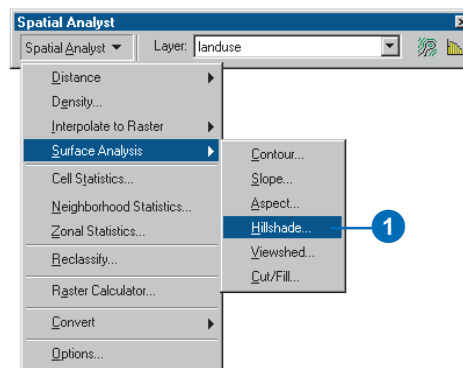 Spatial Analyst
Spatial Analyst Layer: landuse
Distance
Density...
Interpolate to Raster
Surface Analysis
Cell Statistics...
Neighborhood Statistics...
Zonal Statistics...
Reclassify...
Raster Calculator...
Convert
Options...
Contour...
Slope...
Aspect...
Hillshade...
Viewshed...
Cut/Fill...
1